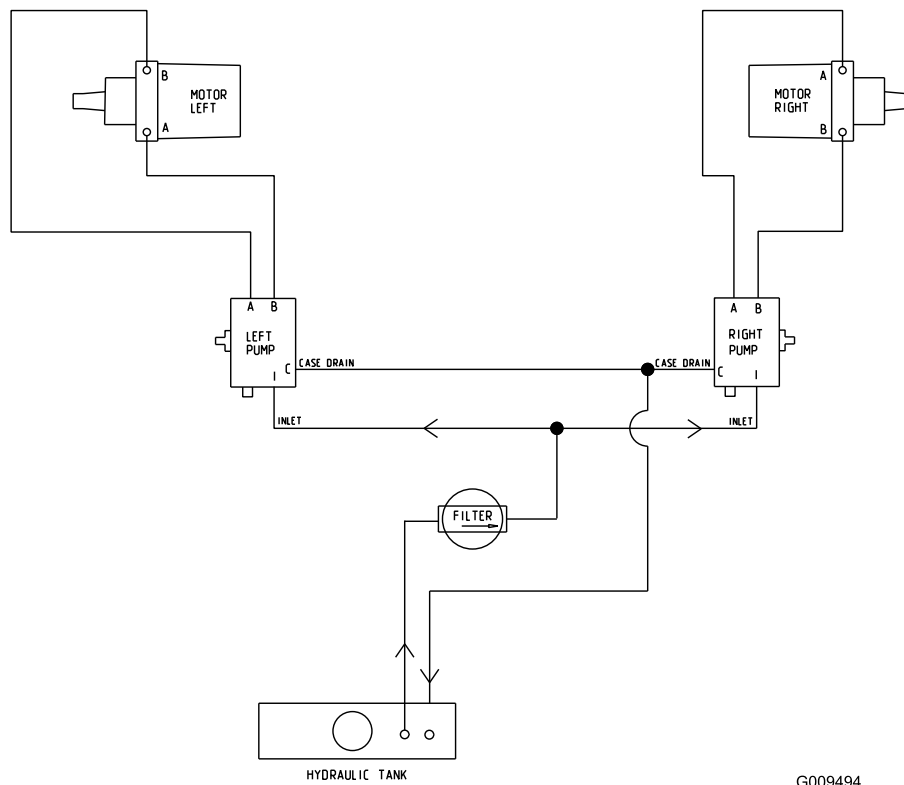 B
MOTOR
LEFT
A
A
MOTOR
RIGHT
B
A B
LEFT
PUMP
C
I
CASE DRAIN
INLET
A B
RIGHT
PUMP
C
I
CASE DRAIN
INLET
FILTER
HYDRAULIC TANK
G009494